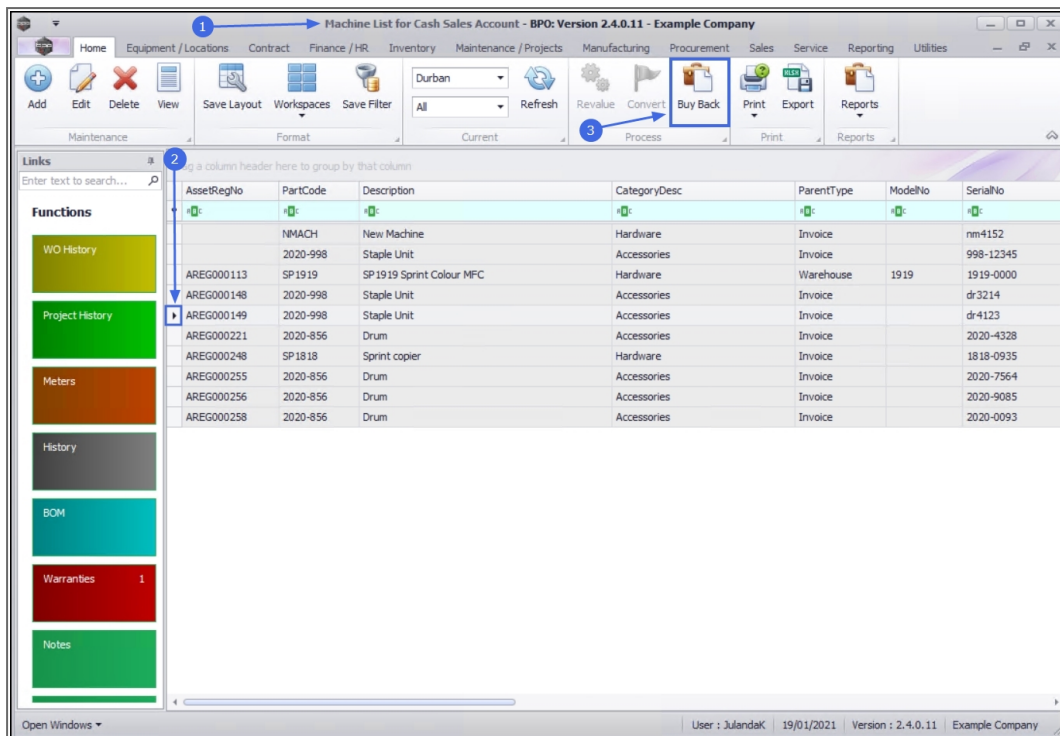 1
Machine List for Cash Sales Account - BPO: Version 2.4.0.11 - Example Company
Home Equipment / Locations Contract Finance / HR Inventory Maintenance / Projects Manufacturing Procurement Sales Service Reporting Utilities
Durban
All
Add Edit Delete View Save Layout Workspaces Save Filter Refresh Revalue Convert Buy Back Print Export Reports
3
Maintenance Format Current Process Print Reports
Links
2
ag a column header here to group by that column
Enter text to search...
AssetRegNo PartCode Description CategoryDesc ParentType ModelNo SerialNo
Functions
NMACH New Machine Hardware Invoice nm4152
WO History
2020-998 Staple Unit Accessories Invoice 998-12345
AREG000113 SP1919 SP1919 Sprint Colour MFC Hardware Warehouse 1919 1919-0000
AREG000148 2020-998 Staple Unit Accessories Invoice dr3214
Project History
AREG000149 2020-998 Staple Unit Accessories Invoice dr4123
AREG000221 2020-856 Drum Accessories Invoice 2020-4328
AREG000248 SP1818 Sprint copier Hardware Invoice 1818-0935
Meters
AREG000255 2020-856 Drum Accessories Invoice 2020-7564
AREG000256 2020-856 Drum Accessories Invoice 2020-9085
AREG000258 2020-856 Drum Accessories Invoice 2020-0093
History
BOM
Warranties 1
Notes
Open Windows User : JulandaK 19/01/2021 Version : 2.4.0.11 Example Company